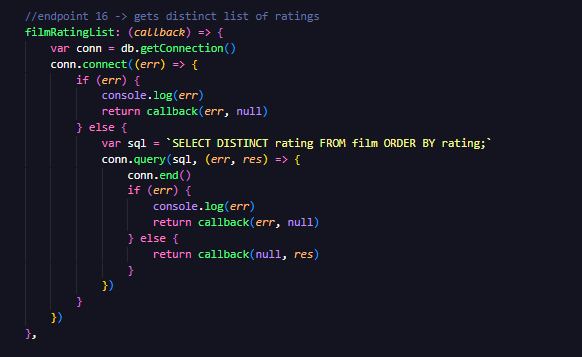 //endpoint 16 -> gets distinct list of ratings
filmRatingList: (callback) => {
    var conn = db.getConnection()
    conn.connect((err) => {
        if (err) {
            console.log(err)
            return callback(err, null)
        } else {
            var sql = `SELECT DISTINCT rating FROM film ORDER BY rating;`
            conn.query(sql, (err, res) => {
                conn.end()
                if (err) {
                    console.log(err)
                    return callback(err, null)
                } else {
                    return callback(null, res)
                }
            })
        }
    })
},